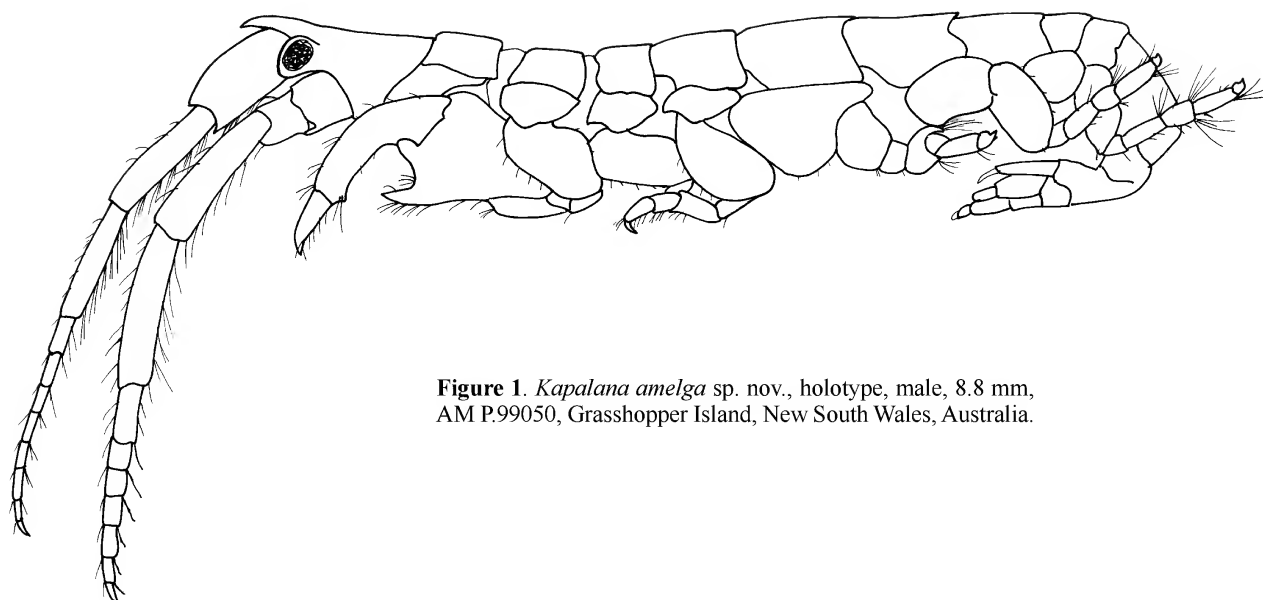 Figure 1. Kapalana amelga sp. nov., holotype, male, 8.8 mm,
AM P.99050, Grasshopper Island, New South Wales, Australia.